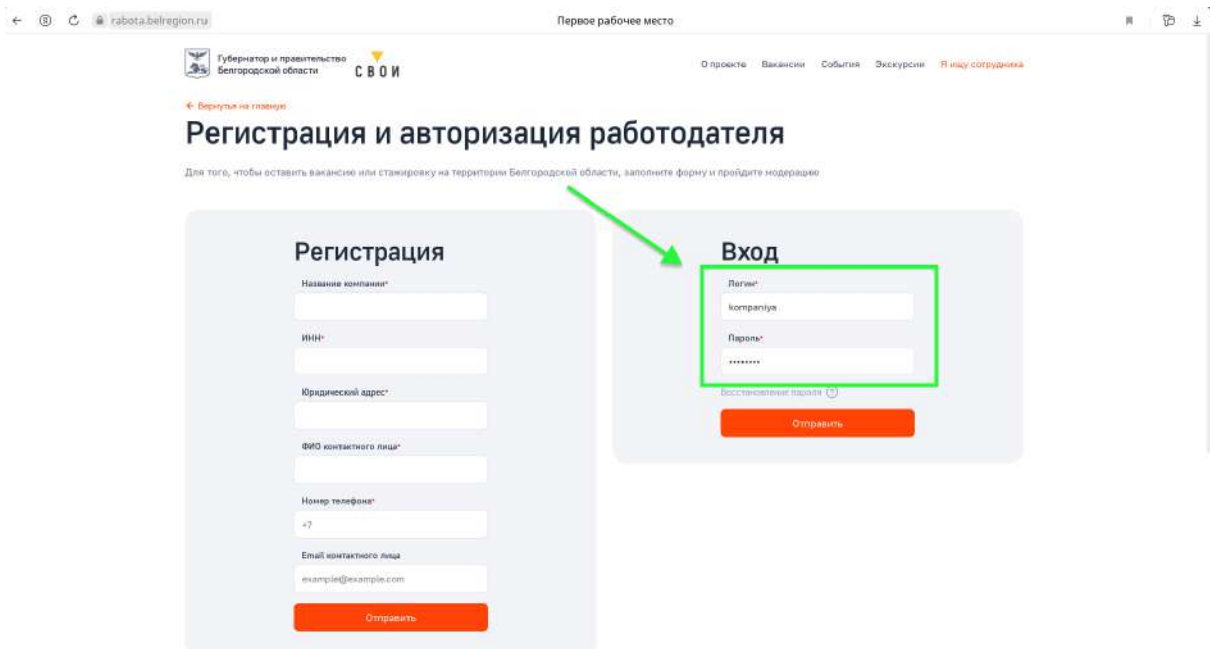 rabota.belregion.ru
Первое рабочее место
Губернатор и правительство
Белгородской области
СВОИ
О проекте Вакансии События Экскурсии Я ищу сотрудника
← Вернуться на главную
Регистрация и авторизация работодателя
Для того, чтобы оставить вакансию или стажировку на территории Белгородской области, заполните форму и пройдите модерацию
Регистрация
Название компании*
ИНН*
Юридический адрес*
ФИО контактного лица*
Номер телефона*
+7
Email контактного лица
example@example.com
Отправить
Вход
Логин*
kompaniya
Пароль*
••••••••
Восстановление пароля ?
Отправить